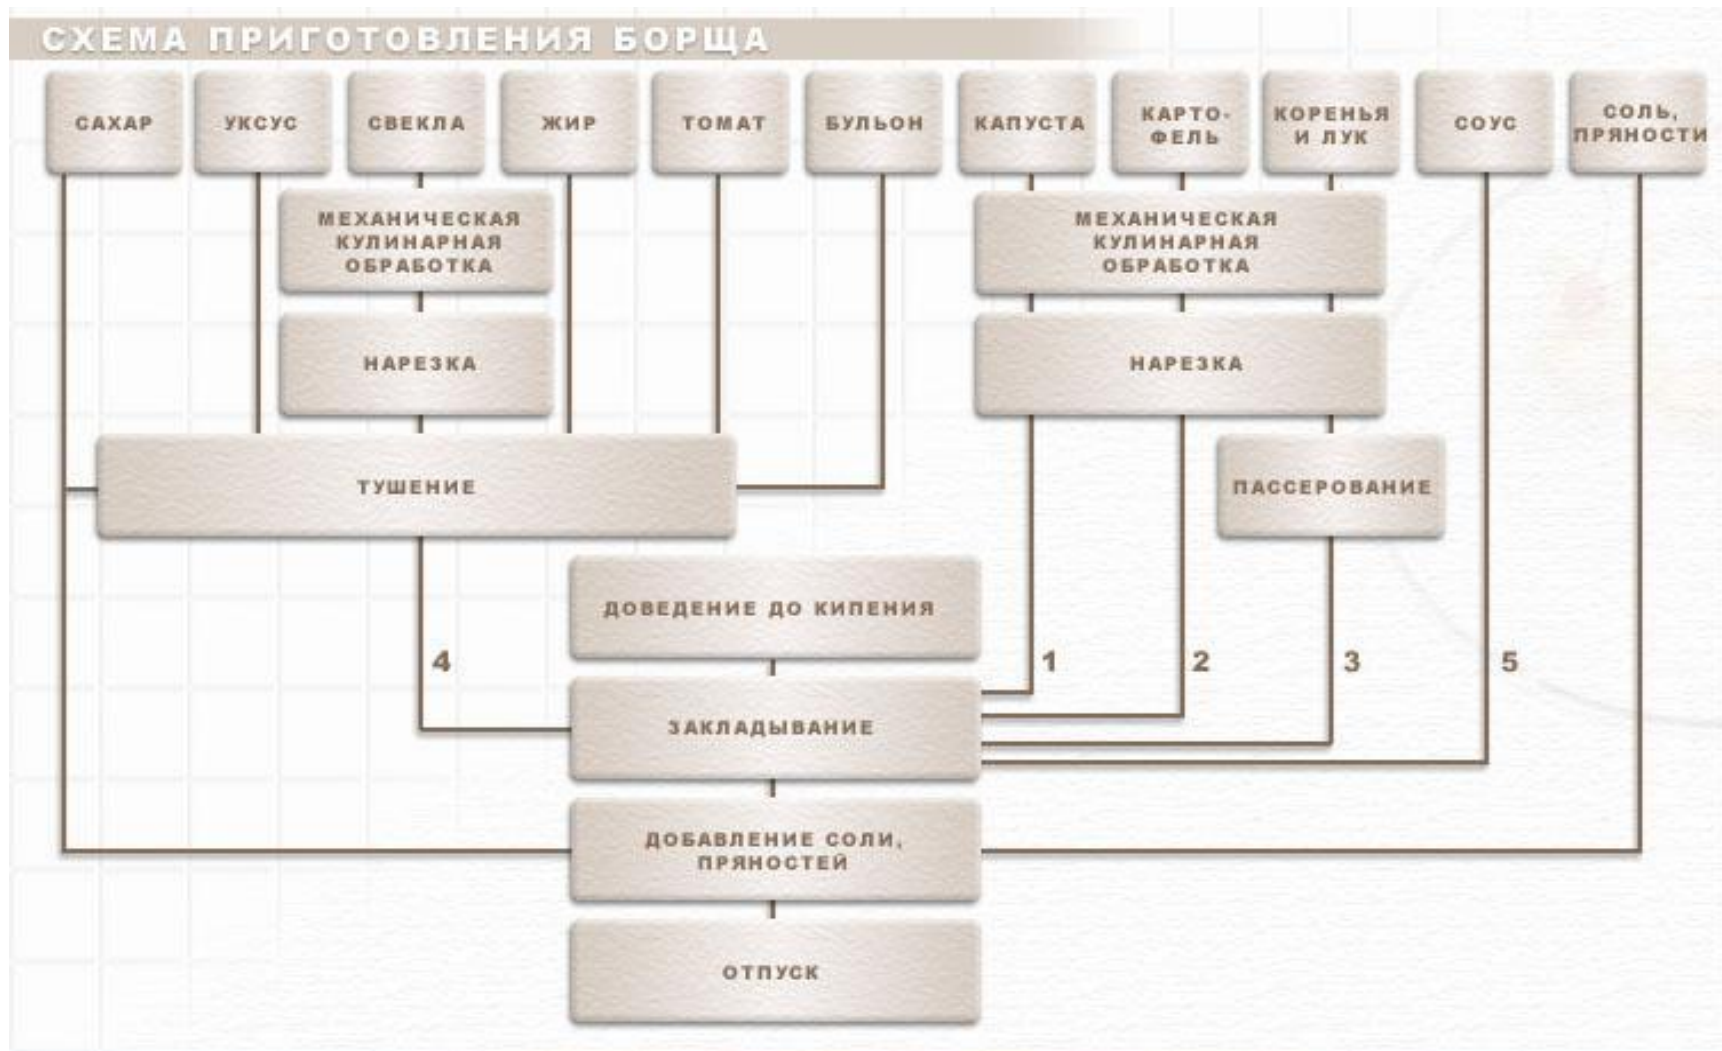 СХЕМА ПРИГОТОВЛЕНИЯ БОРЩА
САХАР
УКСУС
СВЕКЛА
ЖИР
ТОМАТ
БУЛЬОН
КАПУСТА
КАРТО-
ФЕЛЬ
КОРЕНЬЯ
И ЛУК
СОУС
СОЛЬ,
ПРЯНОСТИ
МЕХАНИЧЕСКАЯ
КУЛИНАРНАЯ
ОБРАБОТКА
МЕХАНИЧЕСКАЯ
КУЛИНАРНАЯ
ОБРАБОТКА
НАРЕЗКА
НАРЕЗКА
ТУШЕНИЕ
ПАССЕРОВАНИЕ
ДОВЕДЕНИЕ ДО КИПЕНИЯ
4
1
2
3
5
ЗАКЛАДЫВАНИЕ
ДОБАВЛЕНИЕ СОЛИ,
ПРЯНОСТЕЙ
ОТПУСК